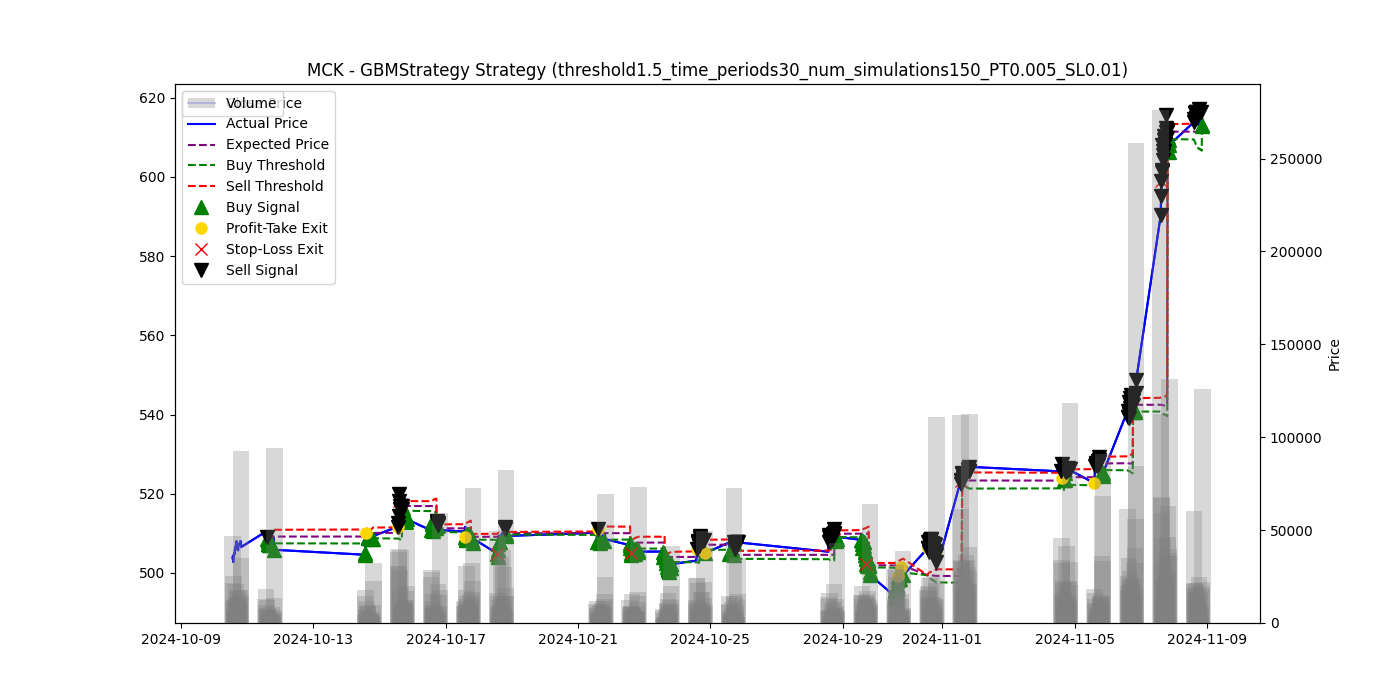 MCK - GBMStrategy Strategy (threshold1.5_time_periods30_num_simulations150_PT0.005_SL0.01)
620
600
580
560
540
520
500
Volume
Actual Price
Expected Price
Buy Threshold
Sell Threshold
Buy Signal
Profit-Take Exit
Stop-Loss Exit
Sell Signal
250000
200000
150000
100000
50000
0
Price
2024-10-09
2024-10-13
2024-10-17
2024-10-21
2024-10-25
2024-10-29
2024-11-01
2024-11-05
2024-11-09